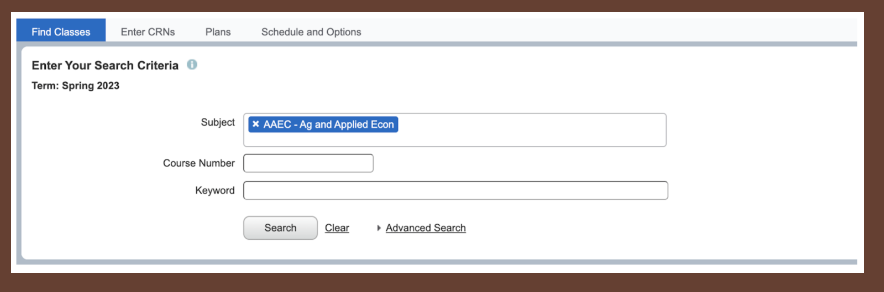 Find Classes Enter CRNs Plans Schedule and Options
Enter Your Search Criteria
Term: Spring 2023
Subject × AAEC - Ag and Applied Econ
Course Number
Keyword
Search Clear Advanced Search